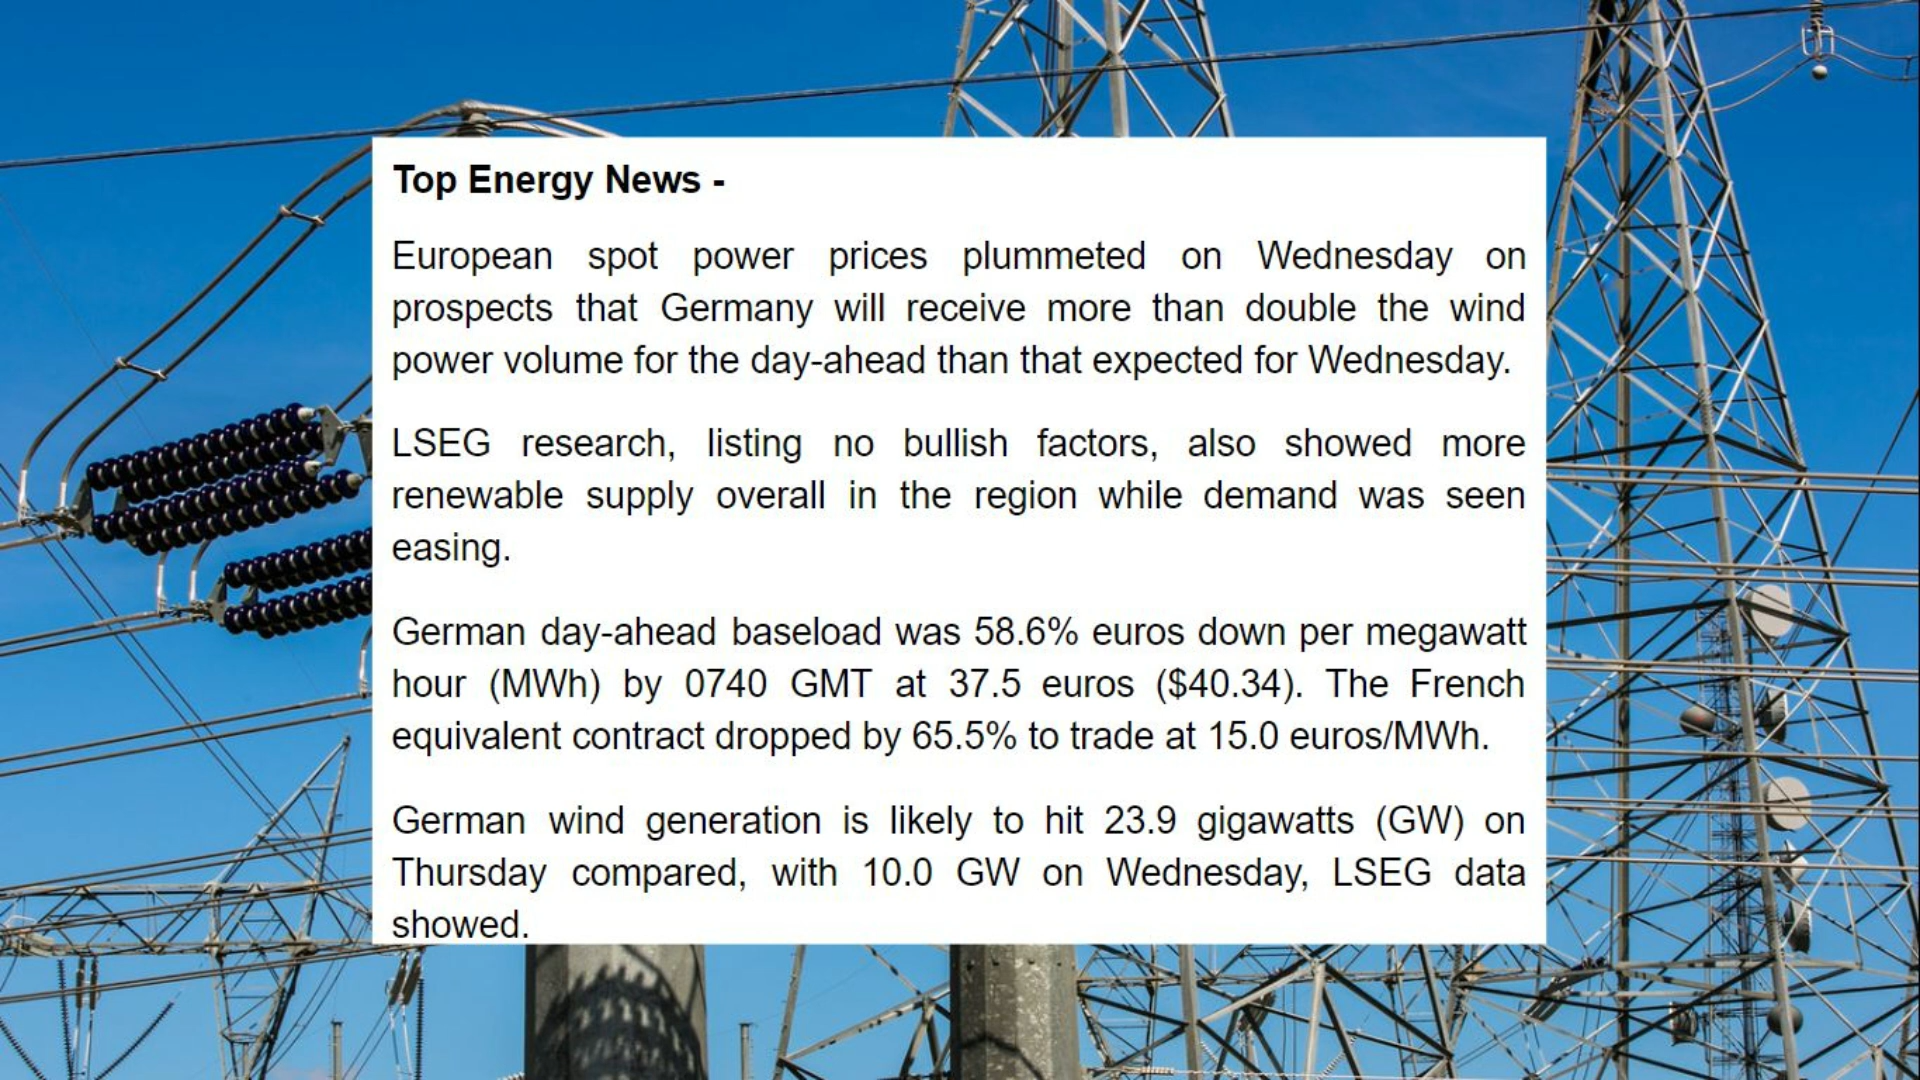 Top Energy News -
European spot power prices plummeted on Wednesday on
prospects that Germany will receive more than double the wind
power volume for the day-ahead than that expected for Wednesday.
LSEG research, listing no bullish factors, also showed more
renewable supply overall in the region while demand was seen
easing.
German day-ahead baseload was 58.6% euros down per megawatt
hour (MWh) by 0740 GMT at 37.5 euros ($40.34). The French
equivalent contract dropped by 65.5% to trade at 15.0 euros/MWh.
German wind generation is likely to hit 23.9 gigawatts (GW) on
Thursday compared, with 10.0 GW on Wednesday, LSEG data
showed.